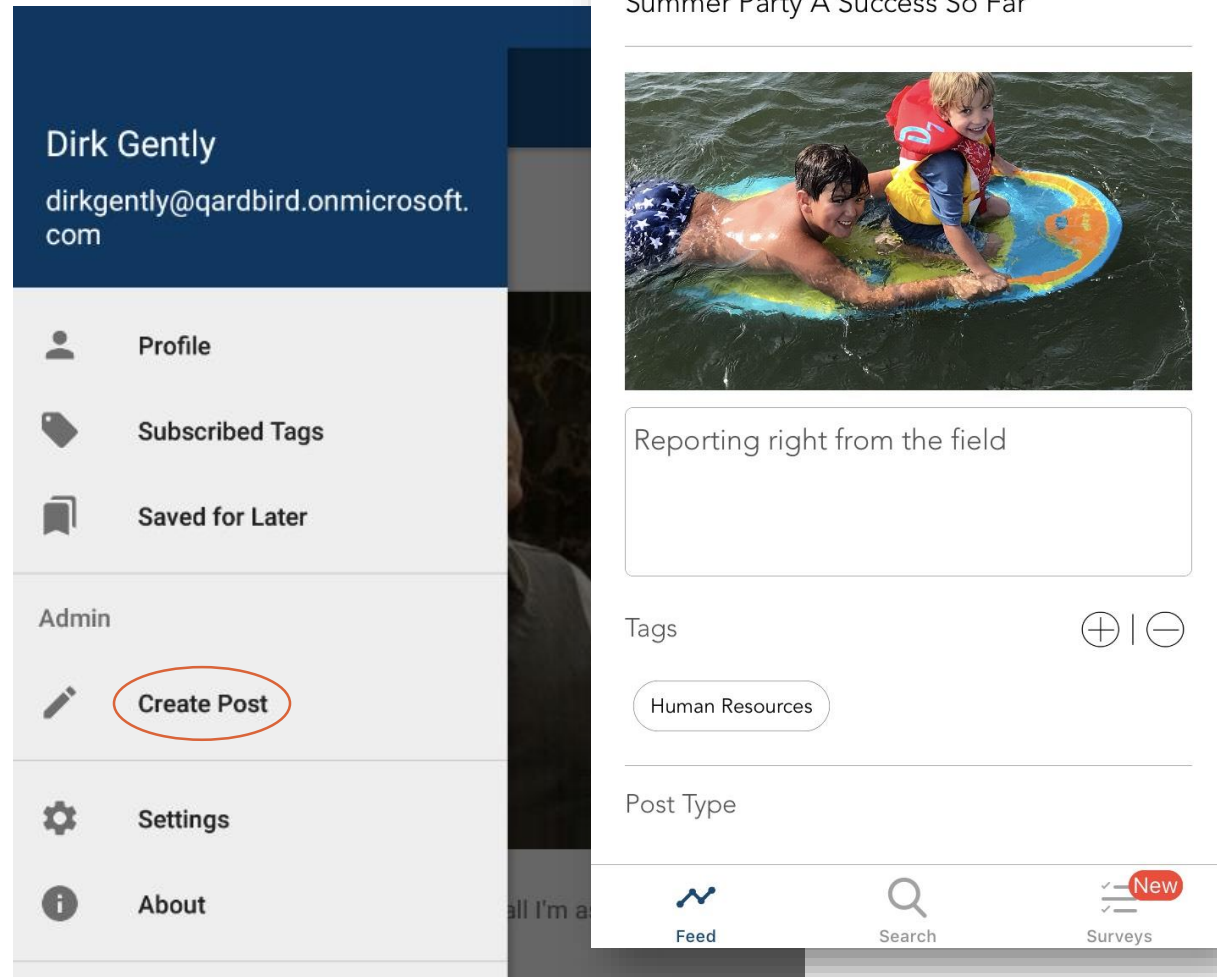 Dirk Gently
dirkgently@qardbird.onmicrosoft.
com
Profile
Subscribed Tags
Saved for Later
Admin
Create Post
Settings
About
all I'm a
Summer Party A Success So Far
Reporting right from the field
Tags
Human Resources
Post Type
New
Feed
Search
Surveys